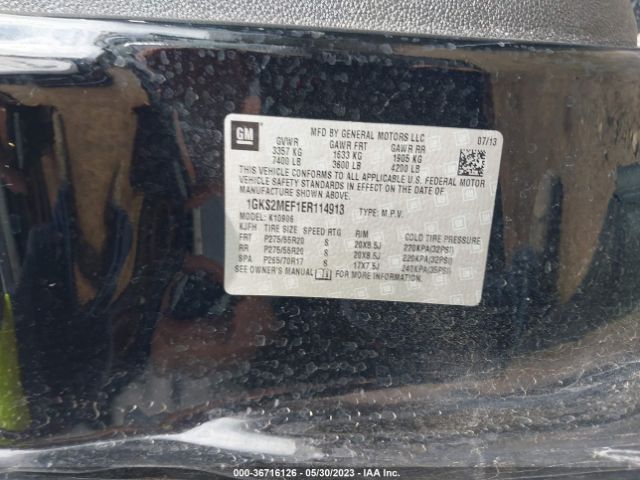 GM
MFD BY GENERAL MOTORS LLC
07/13
GVWR GAWR FRT GAWR RR
3357 KG 1633 KG 1905 KG
7400 LB 3600 LB 4200 LB
THIS VEHICLE CONFORMS TO ALL APPLICABLE U.S. FEDERAL MOTOR
VEHICLE SAFETY STANDARDS IN EFFECT ON THE DATE OF
MANUFACTURE SHOWN ABOVE.
1GKS2MEF1ER114913 TYPE: M.P.V.
MODEL: K10906
KJFH TIRE SIZE SPEED RTG RIM COLD TIRE PRESSURE
FRT P275/55R20 S 20X8.5J 220KPA(32PSI)
RR P275/55R20 S 20X8.5J 220KPA(32PSI)
SPA P265/70R17 S 17X7.5J 240KPA(35PSI)
SEE OWNER'S MANUAL FOR MORE INFORMATION.
000-36716126 - 05/30/2023 - IAA Inc.